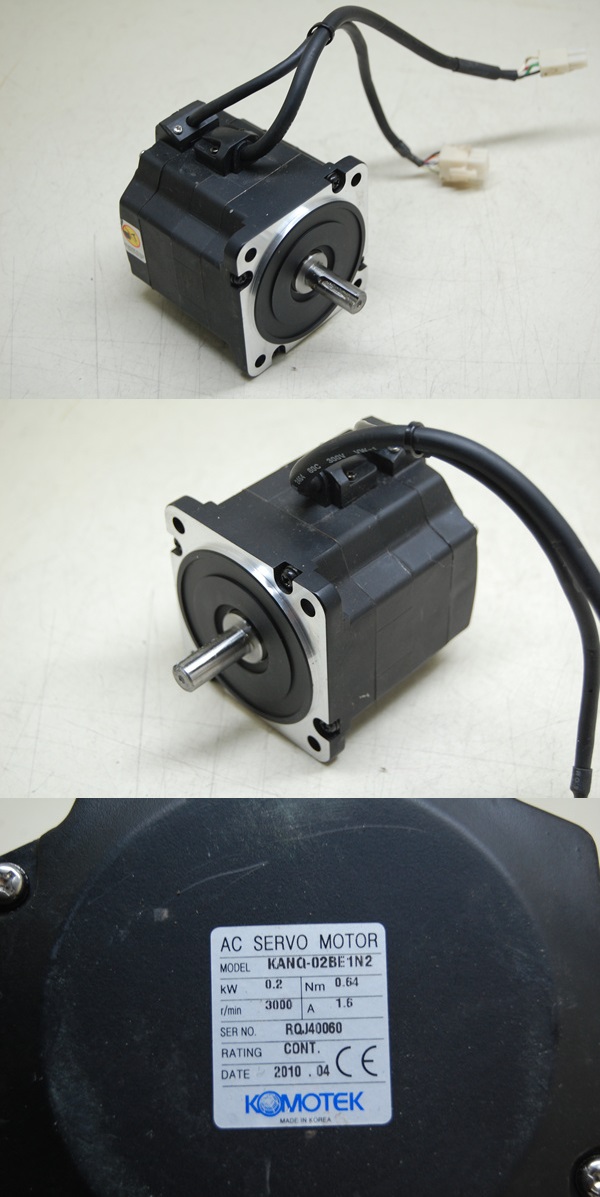 AC SERVO MOTOR
MODEL KANQ-02BE1N2
kW 0.2 Nm 0.64
r/min 3000 A 1.6
SER NO. RQJ40060
RATING CONT.
DATE 2010 . 04 CE
KOMOTEK
MADE IN KOREA